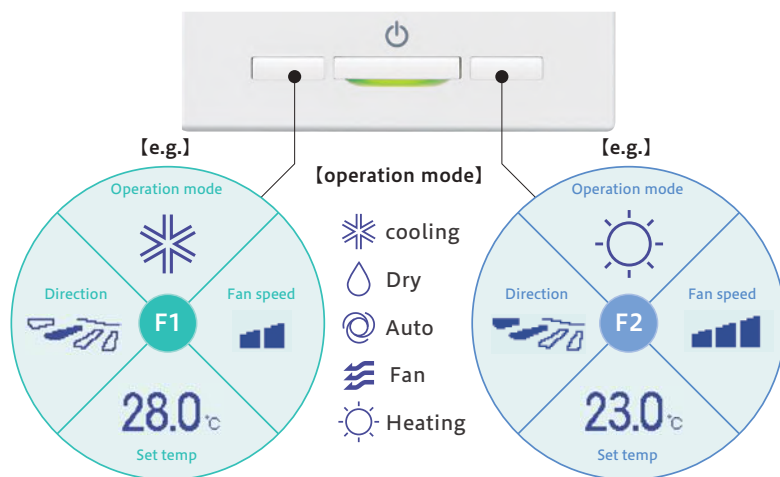 【e.g.】
【e.g.】
【operation mode】
Operation mode
Operation mode
cooling
Dry
Direction
Fan speed
Direction
Fan speed
F1
Auto
F2
Fan
28.0℃
23.0℃
Heating
Set temp
Set temp